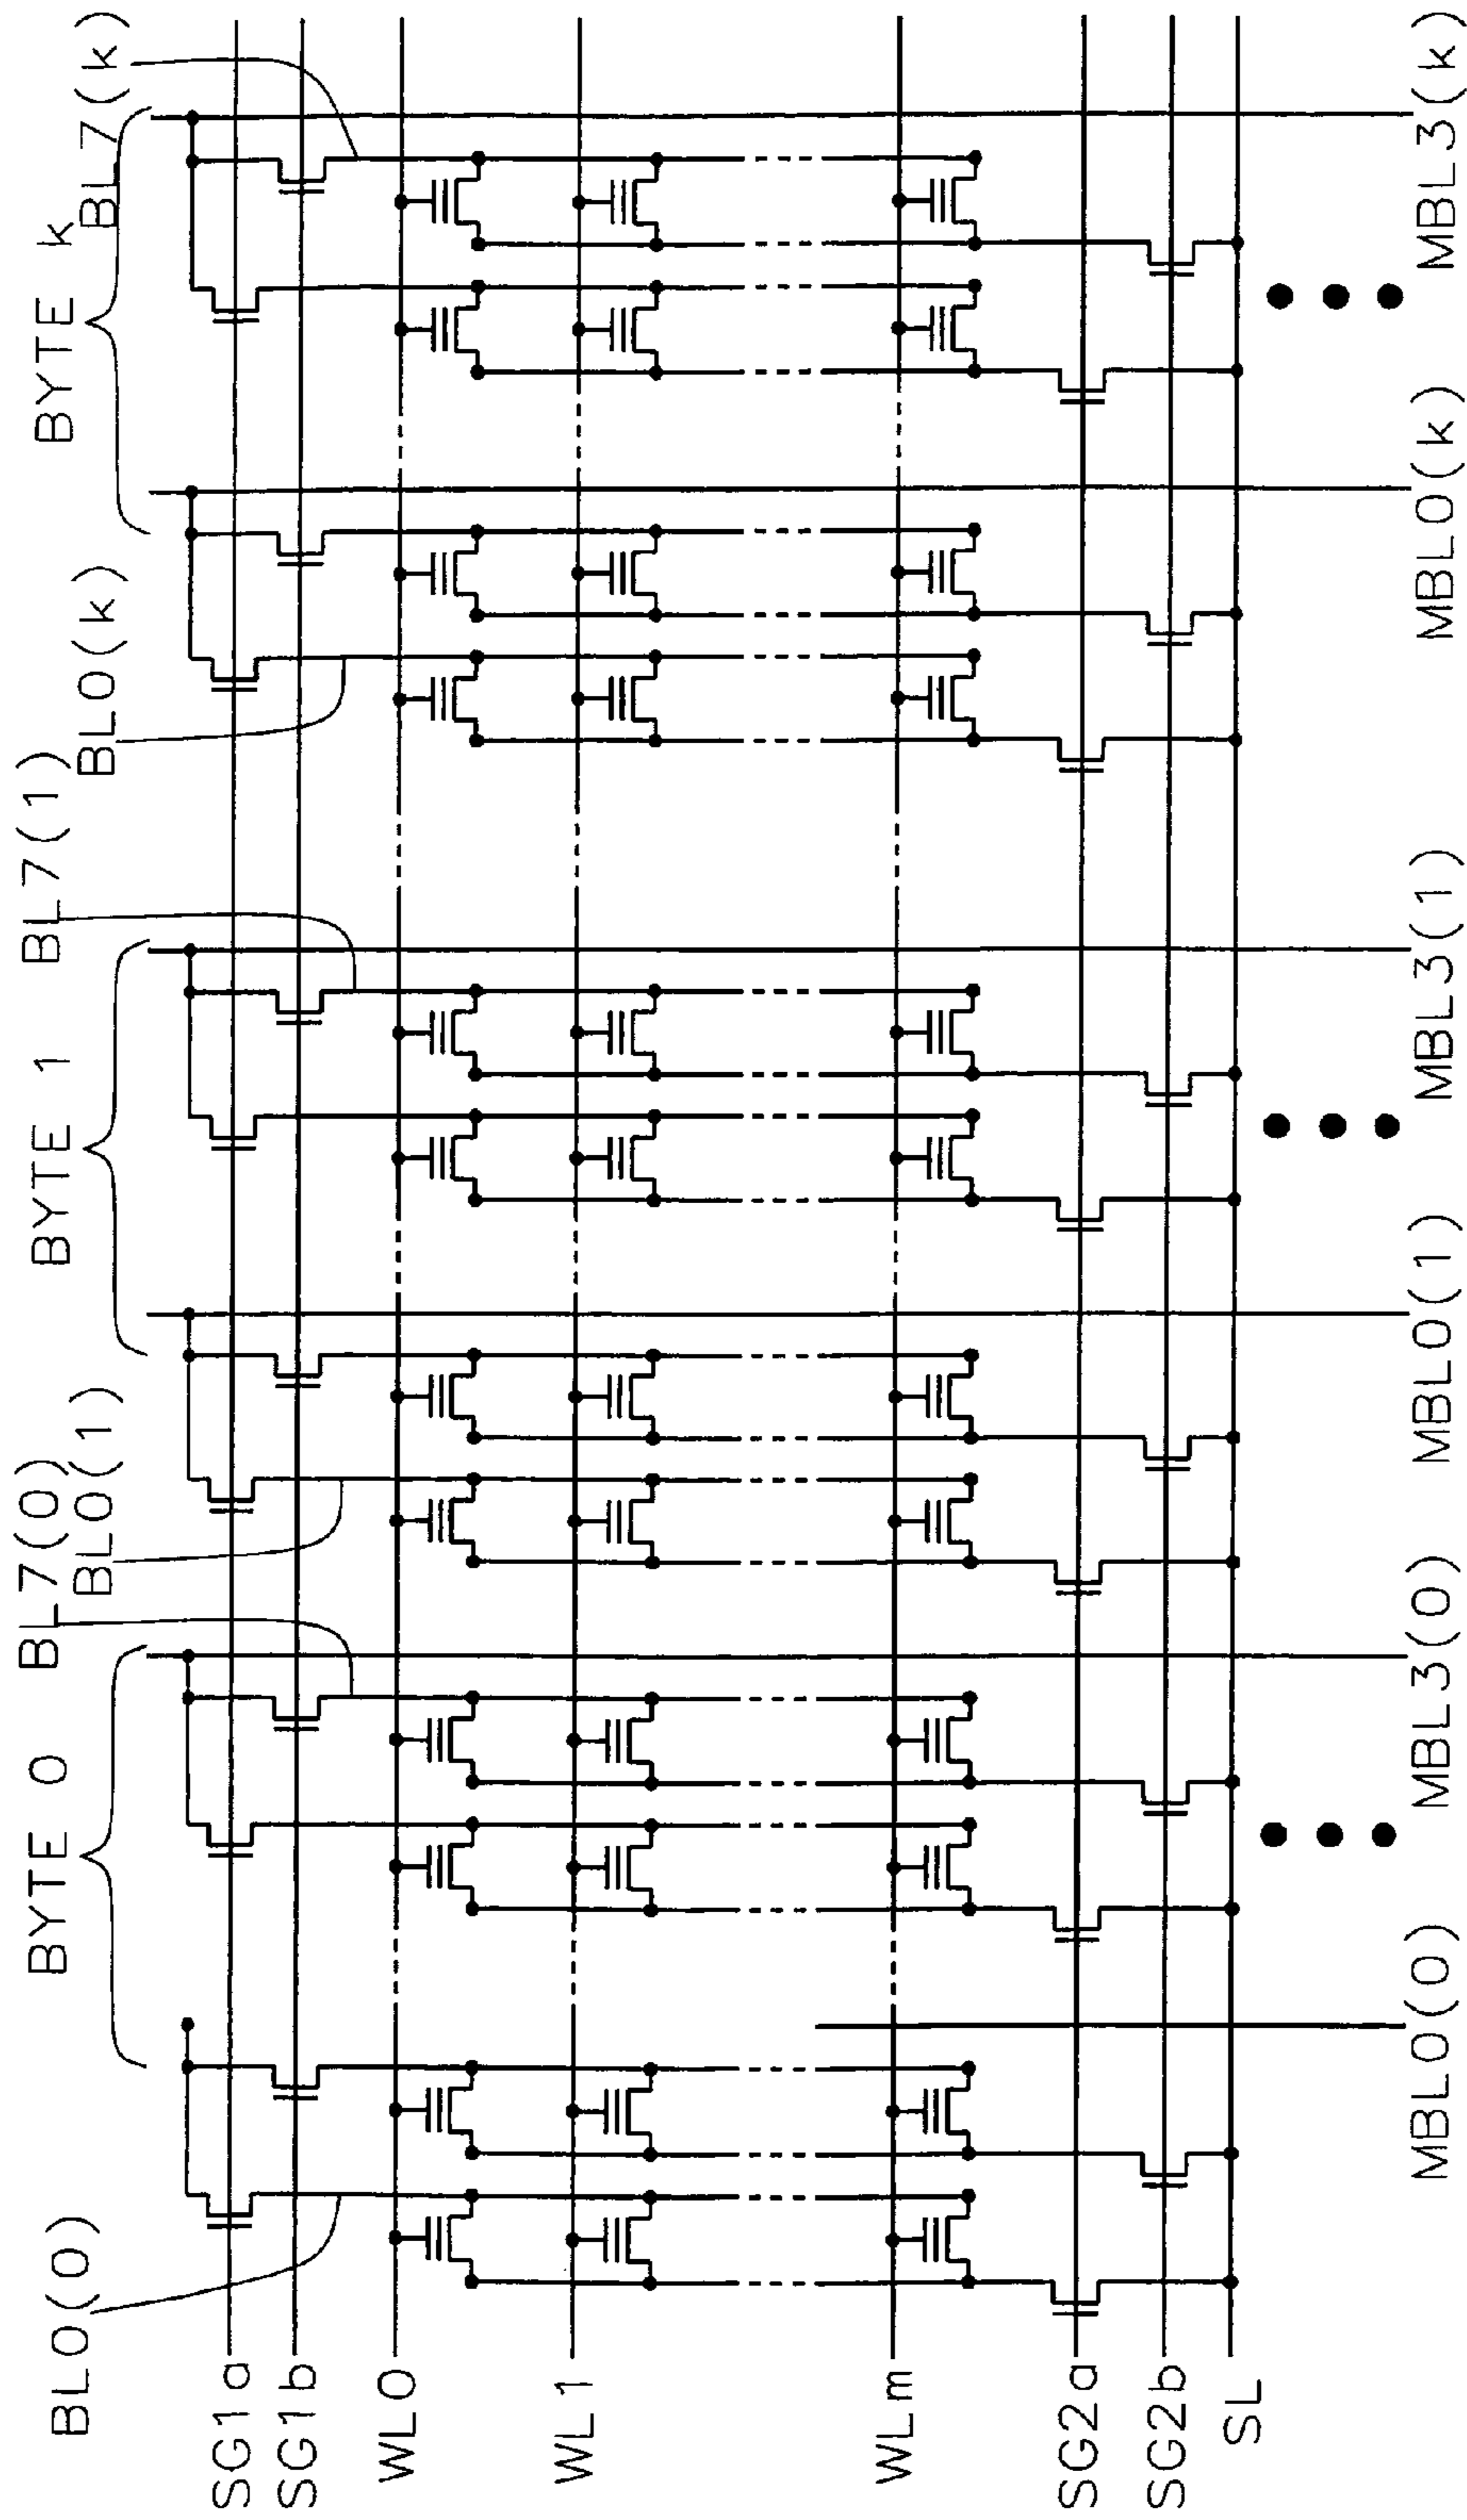 BYTE 0
BYTE 1
BYTE k
BL0(0)
BL7(0)
BL0(1)
BL7(1)
BL0(k)
BL7(k)
SG1a
SG1b
WL0
WL1
WLm
SG2a
SG2b
SL
MBL0(0)
MBL3(0)
MBL0(1)
MBL3(1)
MBL0(k)
MBL3(k)